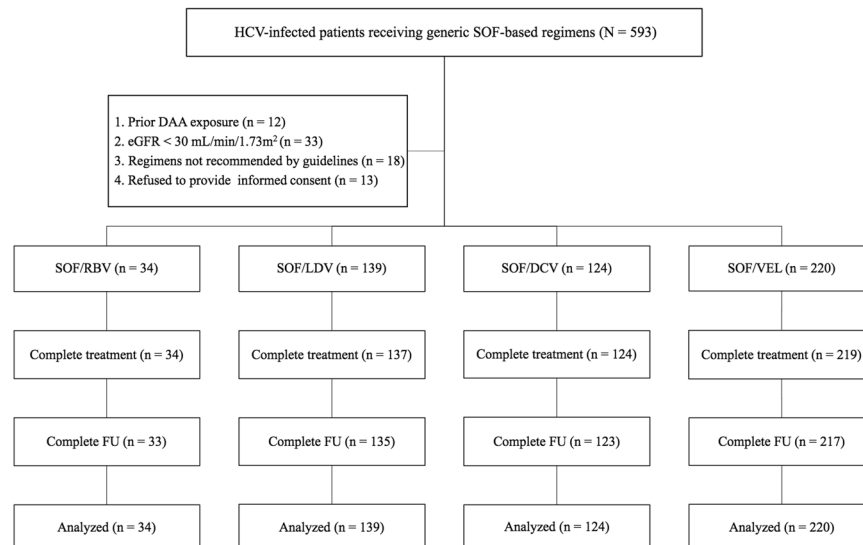 HCV-infected patients receiving generic SOF-based regimens (N = 593)
1. Prior DAA exposure (n = 12)
2. eGFR < 30 mL/min/1.73m² (n = 33)
3. Regimens not recommended by guidelines (n = 18)
4. Refused to provide informed consent (n = 13)
SOF/RBV (n = 34)
SOF/LDV (n = 139)
SOF/DCV (n = 124)
SOF/VEL (n = 220)
Complete treatment (n = 34)
Complete treatment (n = 137)
Complete treatment (n = 124)
Complete treatment (n = 219)
Complete FU (n = 33)
Complete FU (n = 135)
Complete FU (n = 123)
Complete FU (n = 217)
Analyzed (n = 34)
Analyzed (n = 139)
Analyzed (n = 124)
Analyzed (n = 220)